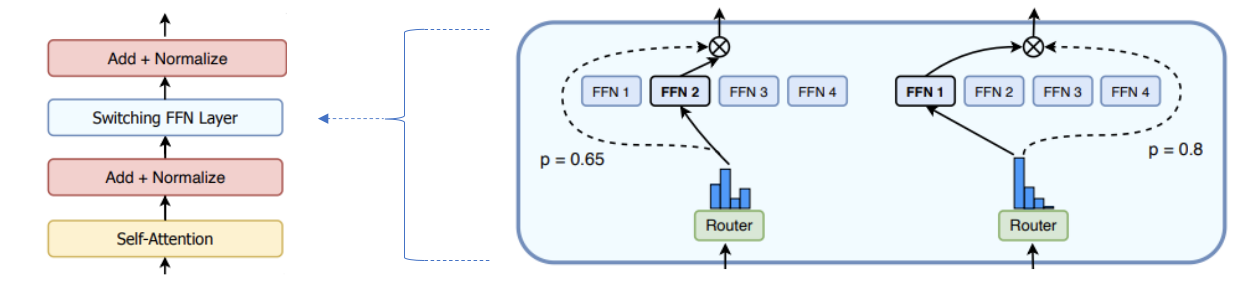 Add + Normalize
Switching FFN Layer
Add + Normalize
Self-Attention
FFN 1 FFN 2 FFN 3 FFN 4
p = 0.65
Router
FFN 1 FFN 2 FFN 3 FFN 4
p = 0.8
Router